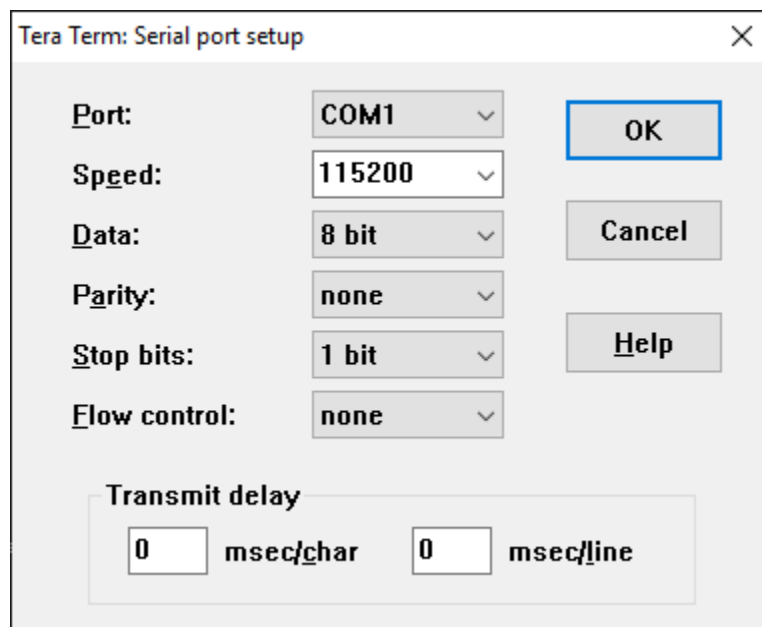 Tera Term: Serial port setup
Port: COM1
OK
Speed: 115200
Data: 8 bit
Cancel
Parity: none
Stop bits: 1 bit
Help
Flow control: none
Transmit delay
0 msec/char 0 msec/line